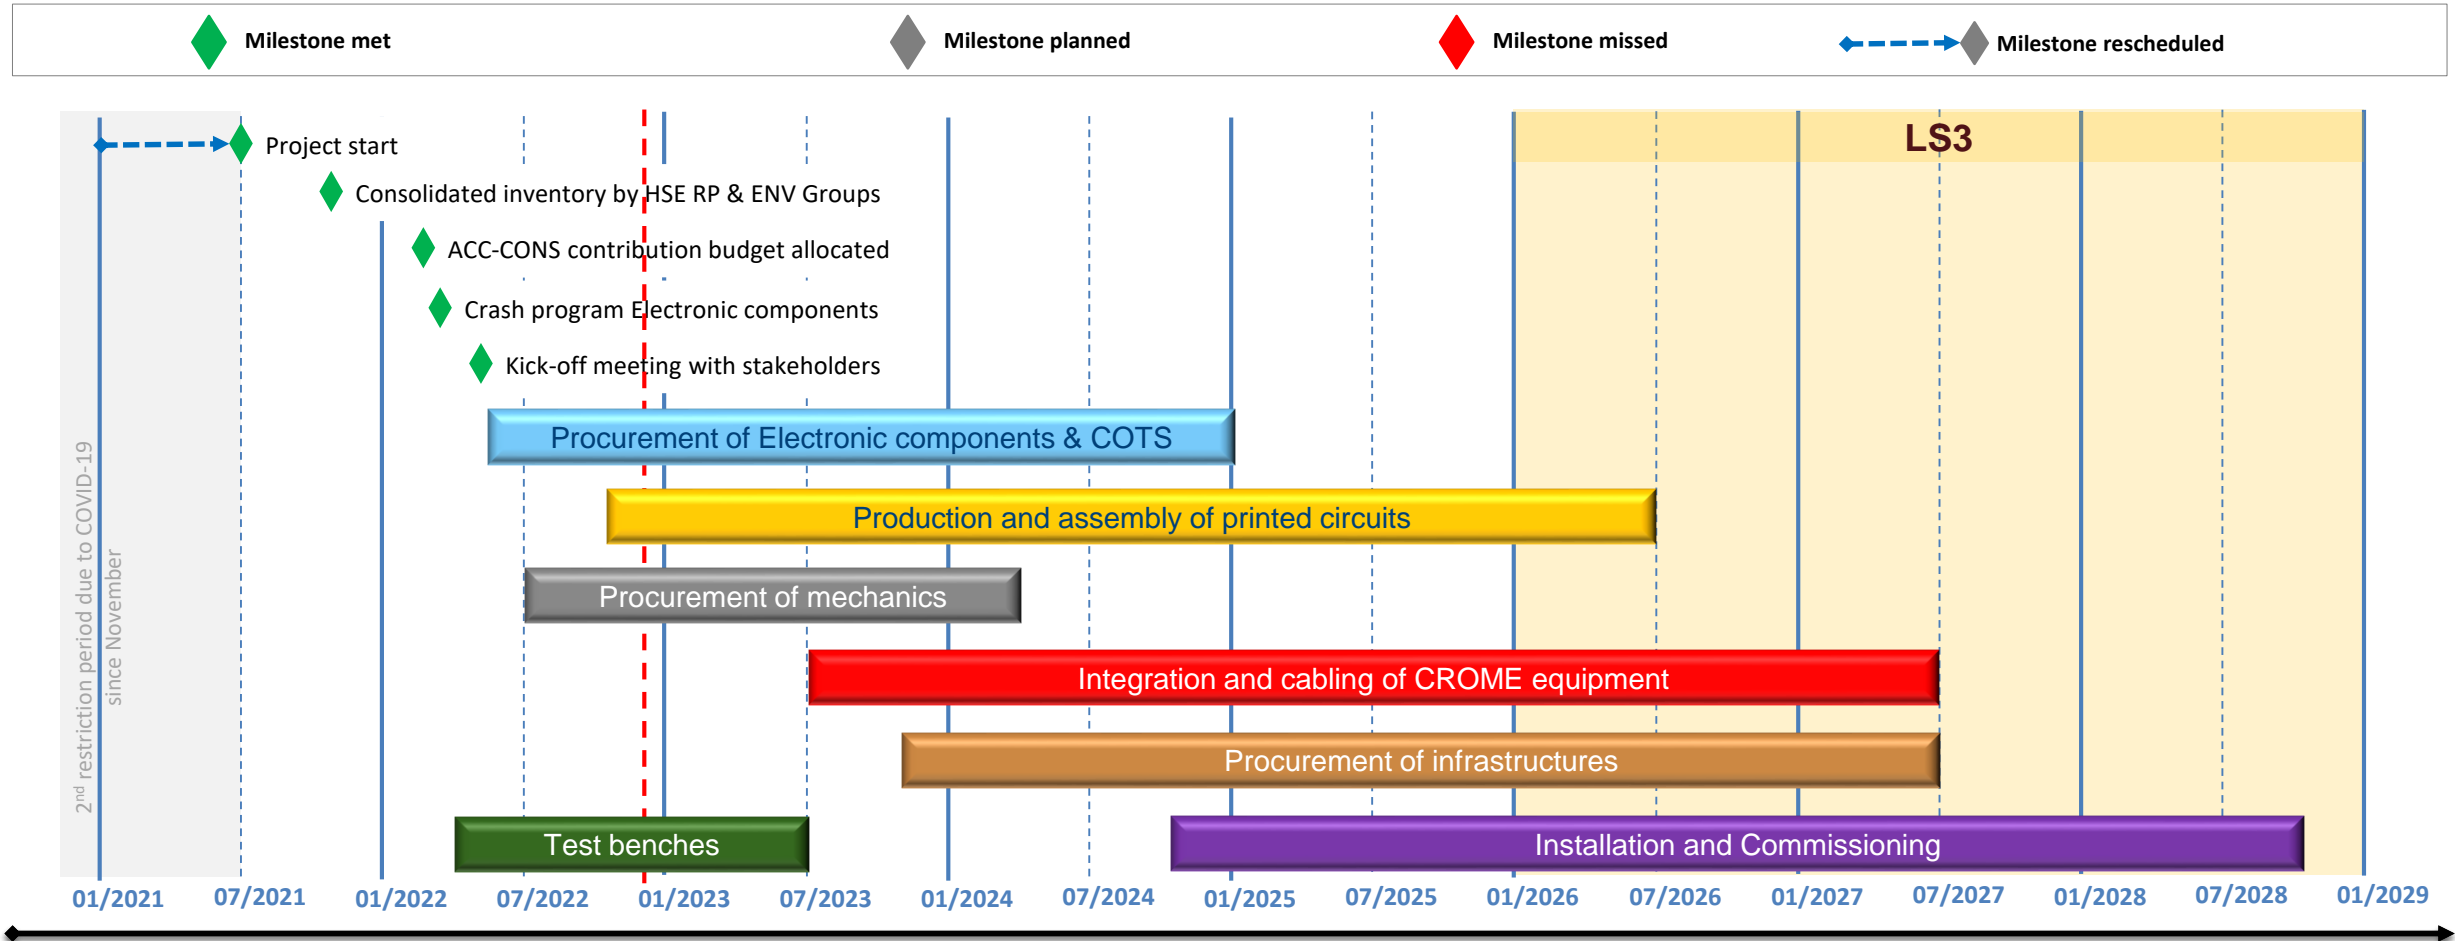 Milestone met
Milestone planned
Milestone missed
Milestone rescheduled
LS3
Project start
Consolidated inventory by HSE RP & ENV Groups
ACC-CONS contribution budget allocated
Crash program Electronic components
Kick-off meeting with stakeholders
2nd restriction period due to COVID-19
since November
Procurement of Electronic components & COTS
Production and assembly of printed circuits
Procurement of mechanics
Integration and cabling of CROME equipment
Procurement of infrastructures
Test benches
Installation and Commissioning
01/2021
07/2021
01/2022
07/2022
01/2023
07/2023
01/2024
07/2024
01/2025
07/2025
01/2026
07/2026
01/2027
07/2027
01/2028
07/2028
01/2029